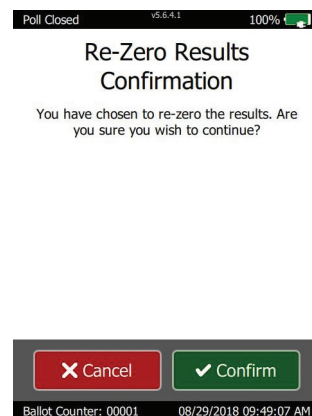 Poll Closed v5.6.4.1 100%
Re-Zero Results
Confirmation
You have chosen to re-zero the results. Are
you sure you wish to continue?
Cancel Confirm
Ballot Counter: 00001 08/29/2018 09:49:07 AM